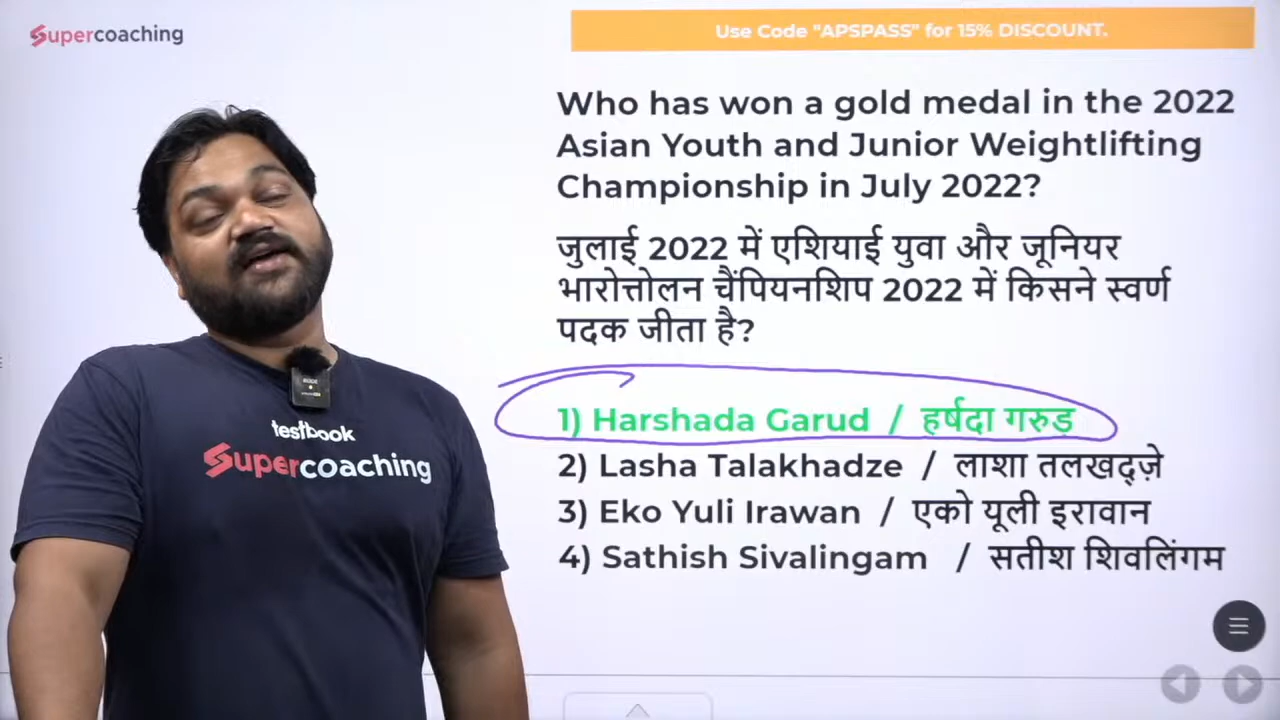 Supercoaching
Use Code "APSPASS" for 15% DISCOUNT.
Who has won a gold medal in the 2022
Asian Youth and Junior Weightlifting
Championship in July 2022?
जुलाई 2022 में एशियाई युवा और जूनियर
भारोत्तोलन चैंपियनशिप 2022 में किसने स्वर्ण
पदक जीता है?
1) Harshada Garud / हर्षदा गरुड़
2) Lasha Talakhadze / लाशा तलखद्ज़े
3) Eko Yuli Irawan / एको यूली इरावान
4) Sathish Sivalingam / सतीश शिवलिंगम
testbook
Supercoaching